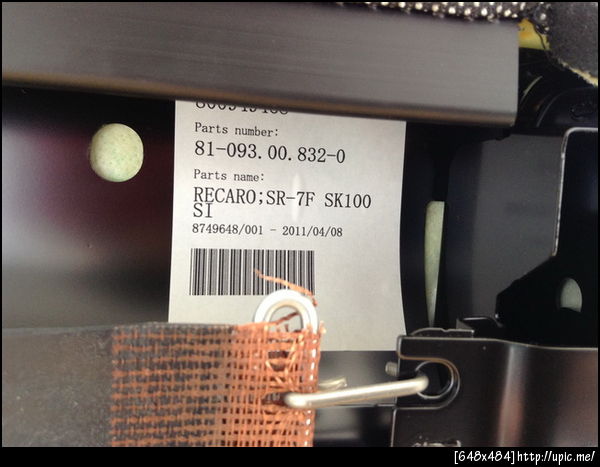 Parts number:
81-093.00.832-0
Parts name:
RECARO;SR-7F SK100
SI
8749648/001 - 2011/04/08
[648x484]http://upic.me/